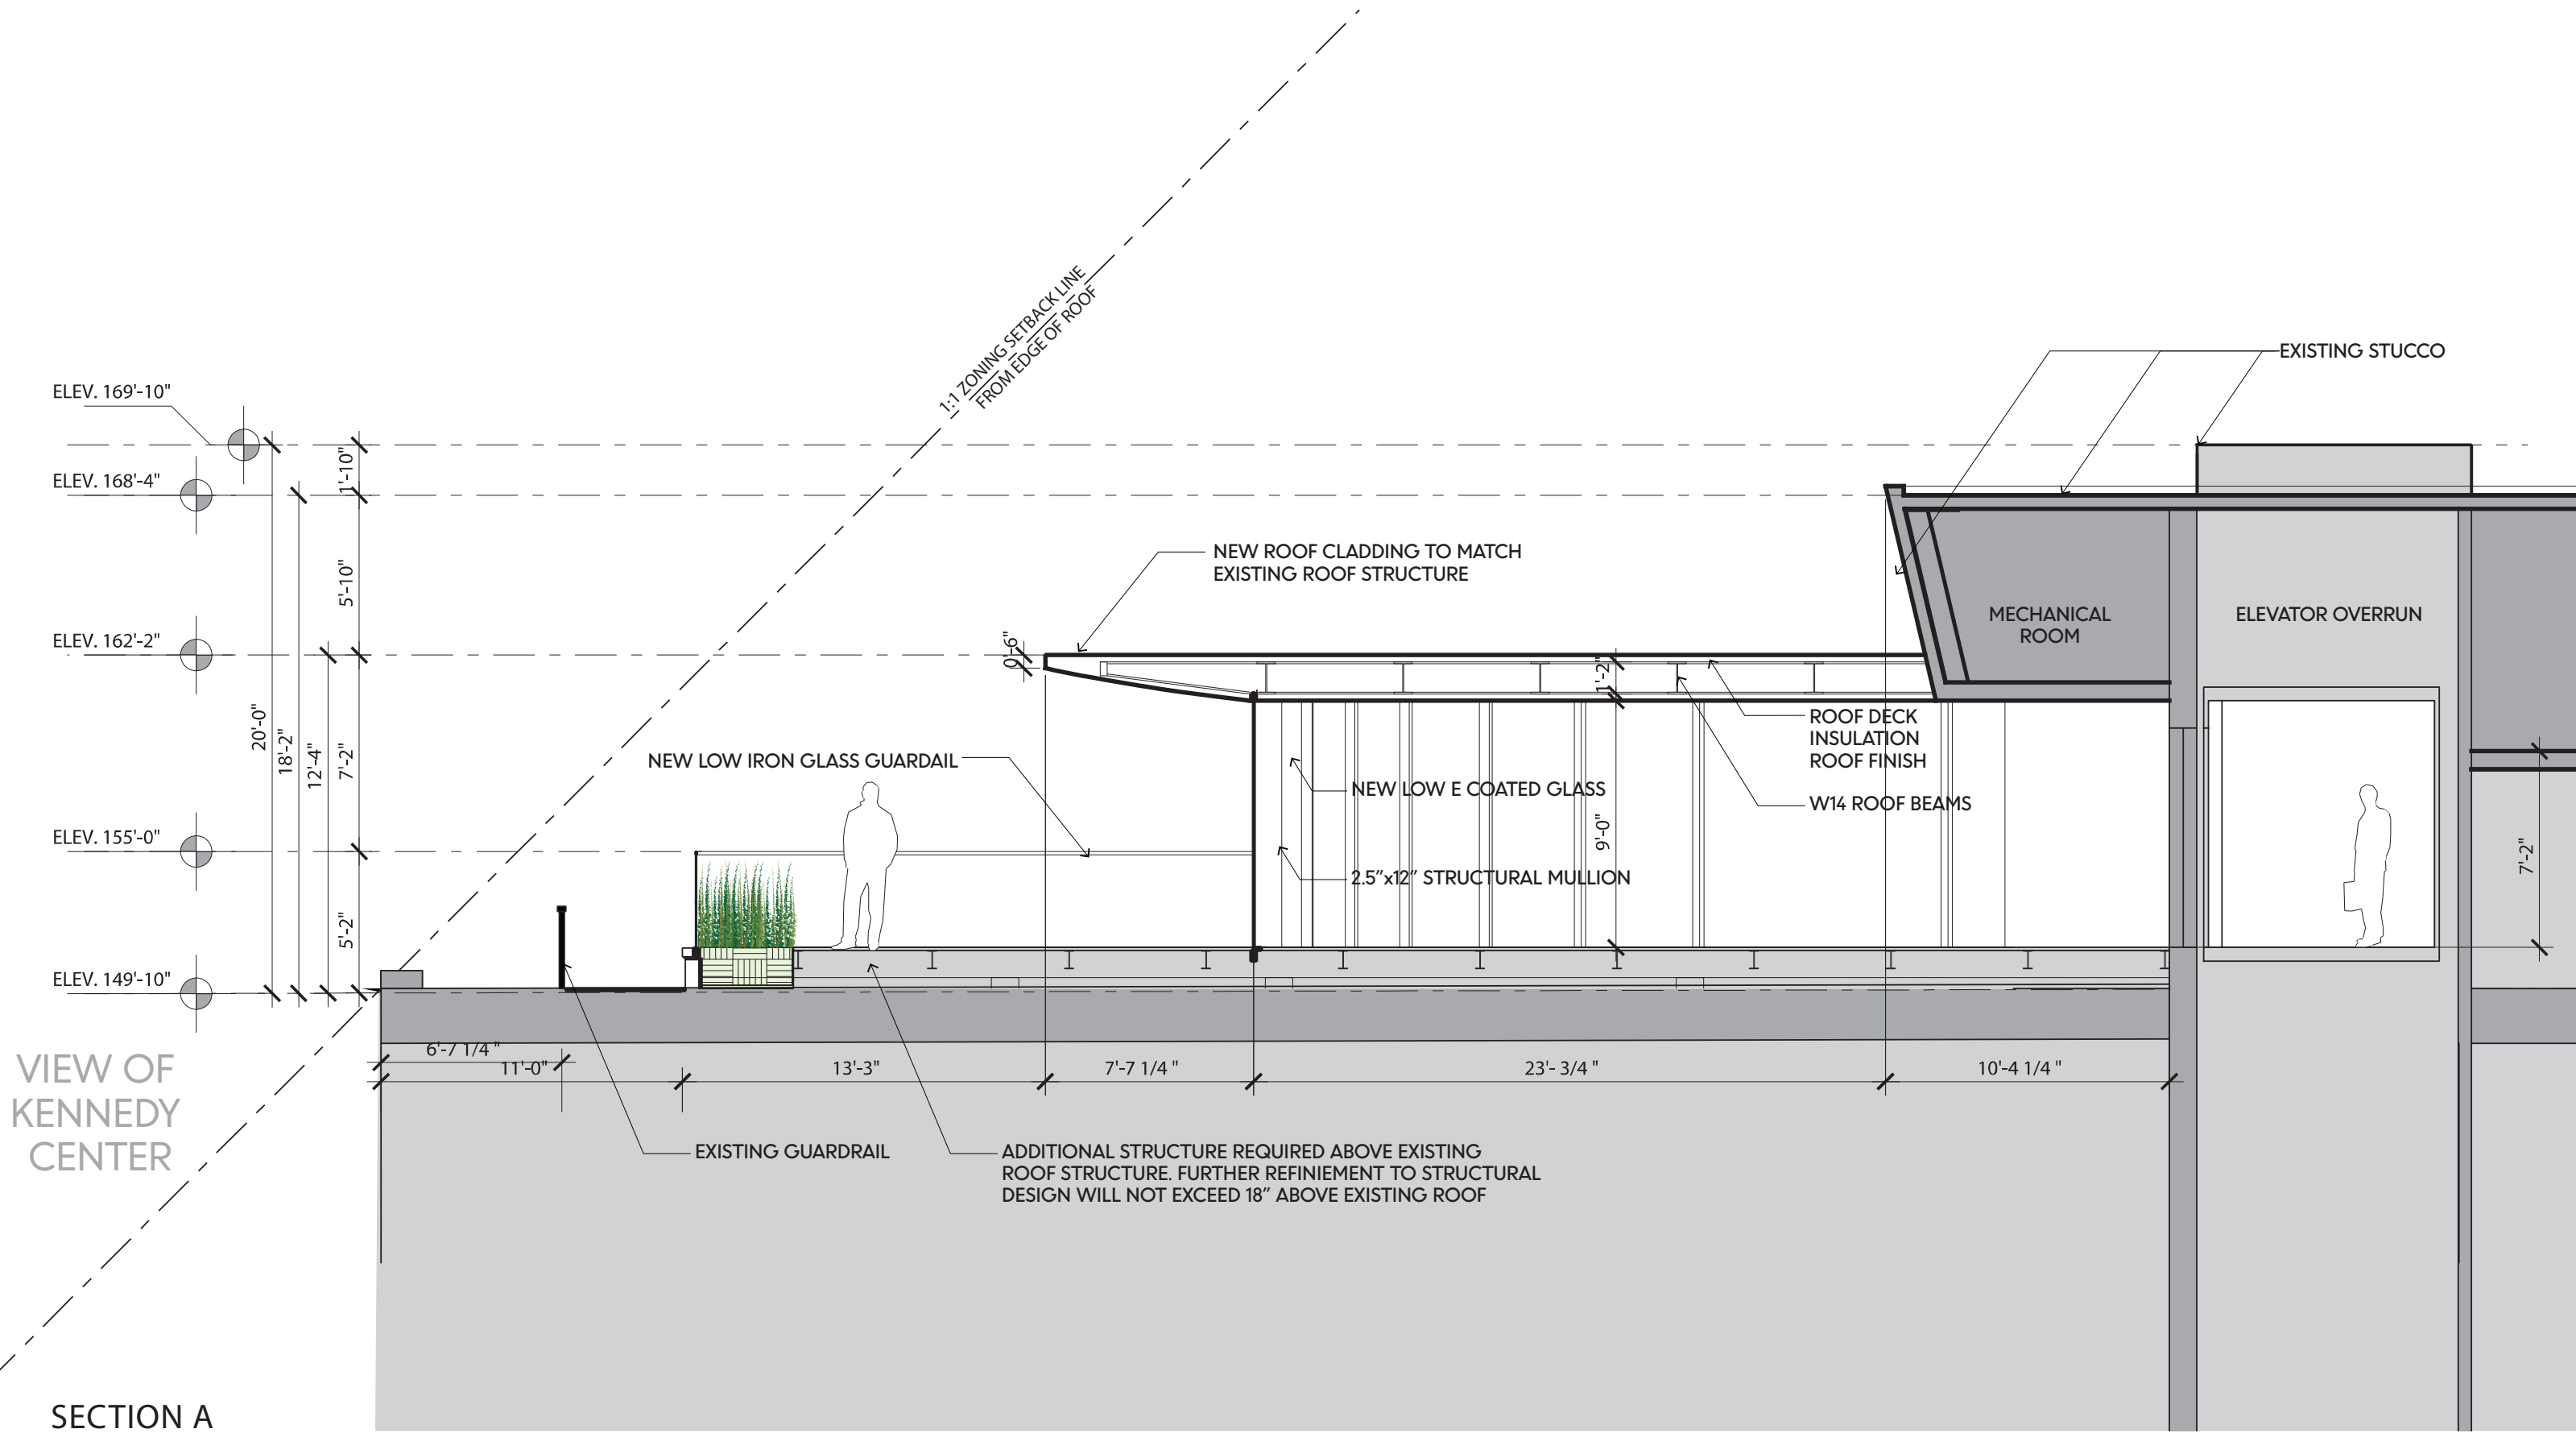 1:1 ZONING SETBACK LINE
FROM EDGE OF ROOF
EXISTING STUCCO
ELEV. 169'-10"
1'-10"
ELEV. 168'-4"
5'-10"
NEW ROOF CLADDING TO MATCH
EXISTING ROOF STRUCTURE
MECHANICAL
ROOM
ELEVATOR OVERRUN
ELEV. 162'-2"
0'-6"
1'-2"
20'-0"
18'-2"
12'-4"
7'-2"
NEW LOW IRON GLASS GUARDAIL
ROOF DECK
INSULATION
ROOF FINISH
NEW LOW E COATED GLASS
W14 ROOF BEAMS
ELEV. 155'-0"
9'-0"
7'-2"
2.5"x12" STRUCTURAL MULLION
5'-2"
ELEV. 149'-10"
VIEW OF
KENNEDY
CENTER
6'-7 1/4 "
11'-0"
13'-3"
7'-7 1/4 "
23'- 3/4 "
10'-4 1/4 "
EXISTING GUARDRAIL
ADDITIONAL STRUCTURE REQUIRED ABOVE EXISTING
ROOF STRUCTURE. FURTHER REFINIEMENT TO STRUCTURAL
DESIGN WILL NOT EXCEED 18" ABOVE EXISTING ROOF
SECTION A